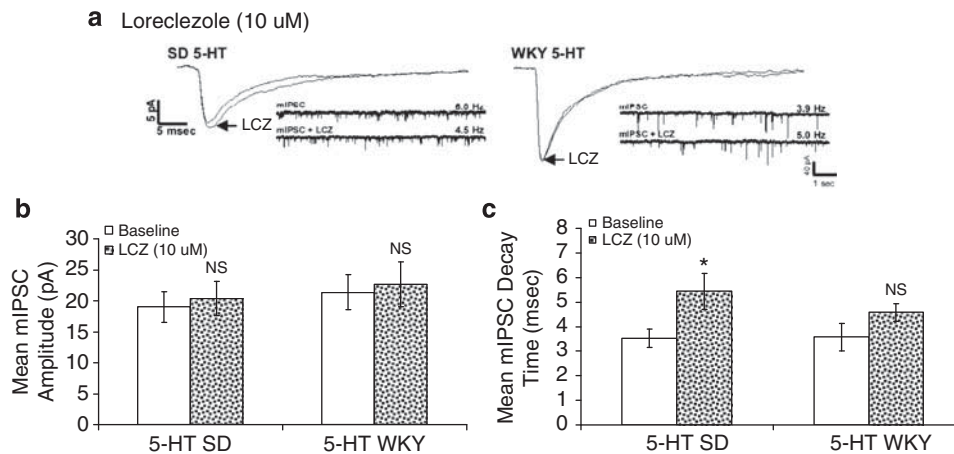 a Loreclezole (10 uM)
SD 5-HT
WKY 5-HT
mIPSC
6.0 Hz
mIPSC + LCZ
4.5 Hz
LCZ
5 pA
5 msec
mIPSC
3.9 Hz
mIPSC + LCZ
5.0 Hz
LCZ
40 pA
1 sec
b
Baseline
LCZ (10 uM)
Mean mIPSC
Amplitude (pA)
30
25
20
15
10
5
0
NS
NS
5-HT SD
5-HT WKY
c
Baseline
LCZ (10 uM)
Mean mIPSC Decay
Time (msec)
8
7
6
5
4
3
2
1
0
*
NS
5-HT SD
5-HT WKY